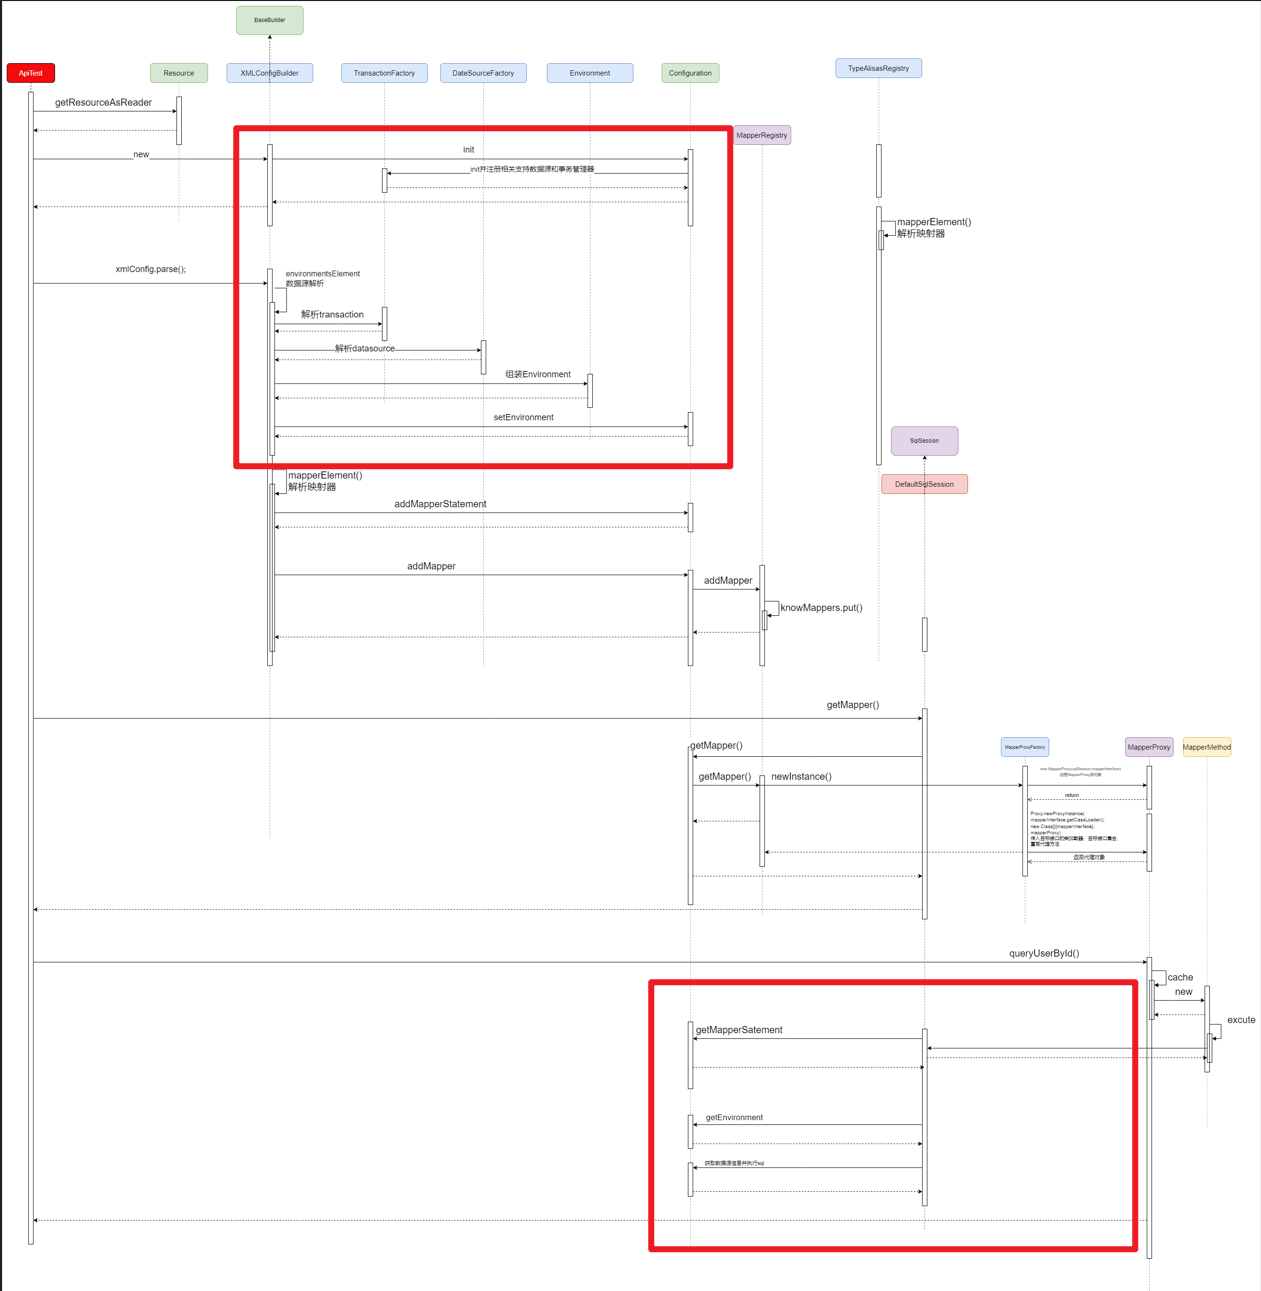 BaseBuilder
ApiTest
Resource
XMLConfigBuilder
TransactionFactory
DateSourceFactory
Environment
Configuration
TypeAlisasRegistry
getResourceAsReader
MapperRegistry
new
init
init并注册相关支持数据源和事务管理器
mapperElement()
解析映射器
xmlConfig.parse();
environmentsElement
数据源解析
解析transaction
解析datasource
组装Environment
setEnvironment
SqlSession
mapperElement()
解析映射器
DefaultSqlSession
addMapperStatement
addMapper
addMapper
knowMappers.put()
getMapper()
getMapper()
MapperProxyFactory
MapperProxy
MapperMethod
getMapper()
newInstance()
new MapperProxy(sqlSession,mapperInterface)
创建MapperProxy类对象
return
Proxy.newProxyInstance(
mapperInterface.getClassLoader(),
new Class[]{mapperInterface},
mapperProxy)
传入目标接口的类加载器、目标接口集合、
重写代理方法
返回代理对象
queryUserById()
cache
new
excute
getMapperSatement
getEnvironment
获取数据源信息并执行sql